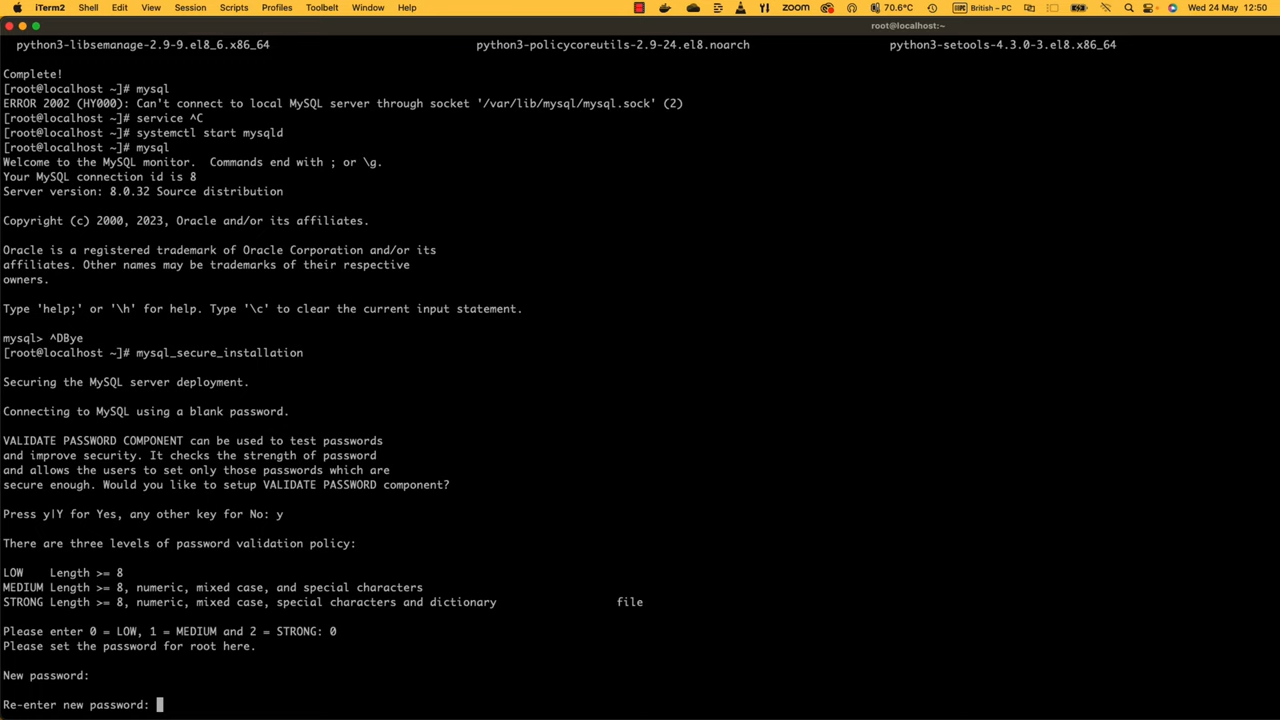 iTerm2 Shell Edit View Session Scripts Profiles Toolbelt Window Help zoom 70.6°C British – PC Wed 24 May 12:50
root@localhost:~
python3-libsemanage-2.9-9.el8_6.x86_64 python3-policycoreutils-2.9-24.el8.noarch python3-setools-4.3.0-3.el8.x86_64
Complete!
[root@localhost ~]# mysql
ERROR 2002 (HY000): Can't connect to local MySQL server through socket '/var/lib/mysql/mysql.sock' (2)
[root@localhost ~]# service ^C
[root@localhost ~]# systemctl start mysqld
[root@localhost ~]# mysql
Welcome to the MySQL monitor.  Commands end with ; or \g.
Your MySQL connection id is 8
Server version: 8.0.32 Source distribution
Copyright (c) 2000, 2023, Oracle and/or its affiliates.
Oracle is a registered trademark of Oracle Corporation and/or its
affiliates. Other names may be trademarks of their respective
owners.
Type 'help;' or '\h' for help. Type '\c' to clear the current input statement.
mysql> ^DBye
[root@localhost ~]# mysql_secure_installation
Securing the MySQL server deployment.
Connecting to MySQL using a blank password.
VALIDATE PASSWORD COMPONENT can be used to test passwords
and improve security. It checks the strength of password
and allows the users to set only those passwords which are
secure enough. Would you like to setup VALIDATE PASSWORD component?
Press y|Y for Yes, any other key for No: y
There are three levels of password validation policy:
LOW    Length >= 8
MEDIUM Length >= 8, numeric, mixed case, and special characters
STRONG Length >= 8, numeric, mixed case, special characters and dictionary                  file
Please enter 0 = LOW, 1 = MEDIUM and 2 = STRONG: 0
Please set the password for root here.
New password:
Re-enter new password: